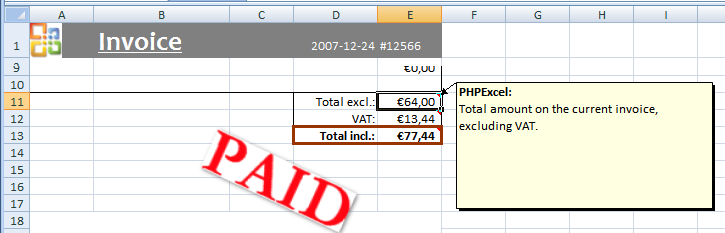 A B C D E F G H I J
1 Invoice 2007-12-24 #12566
9 €0,00
10
11 Total excl.: €64,00
12 VAT: €13,44
13 Total incl.: €77,44
14
15
16
17
18
PHPExcel:
Total amount on the current invoice,
excluding VAT.
PAID